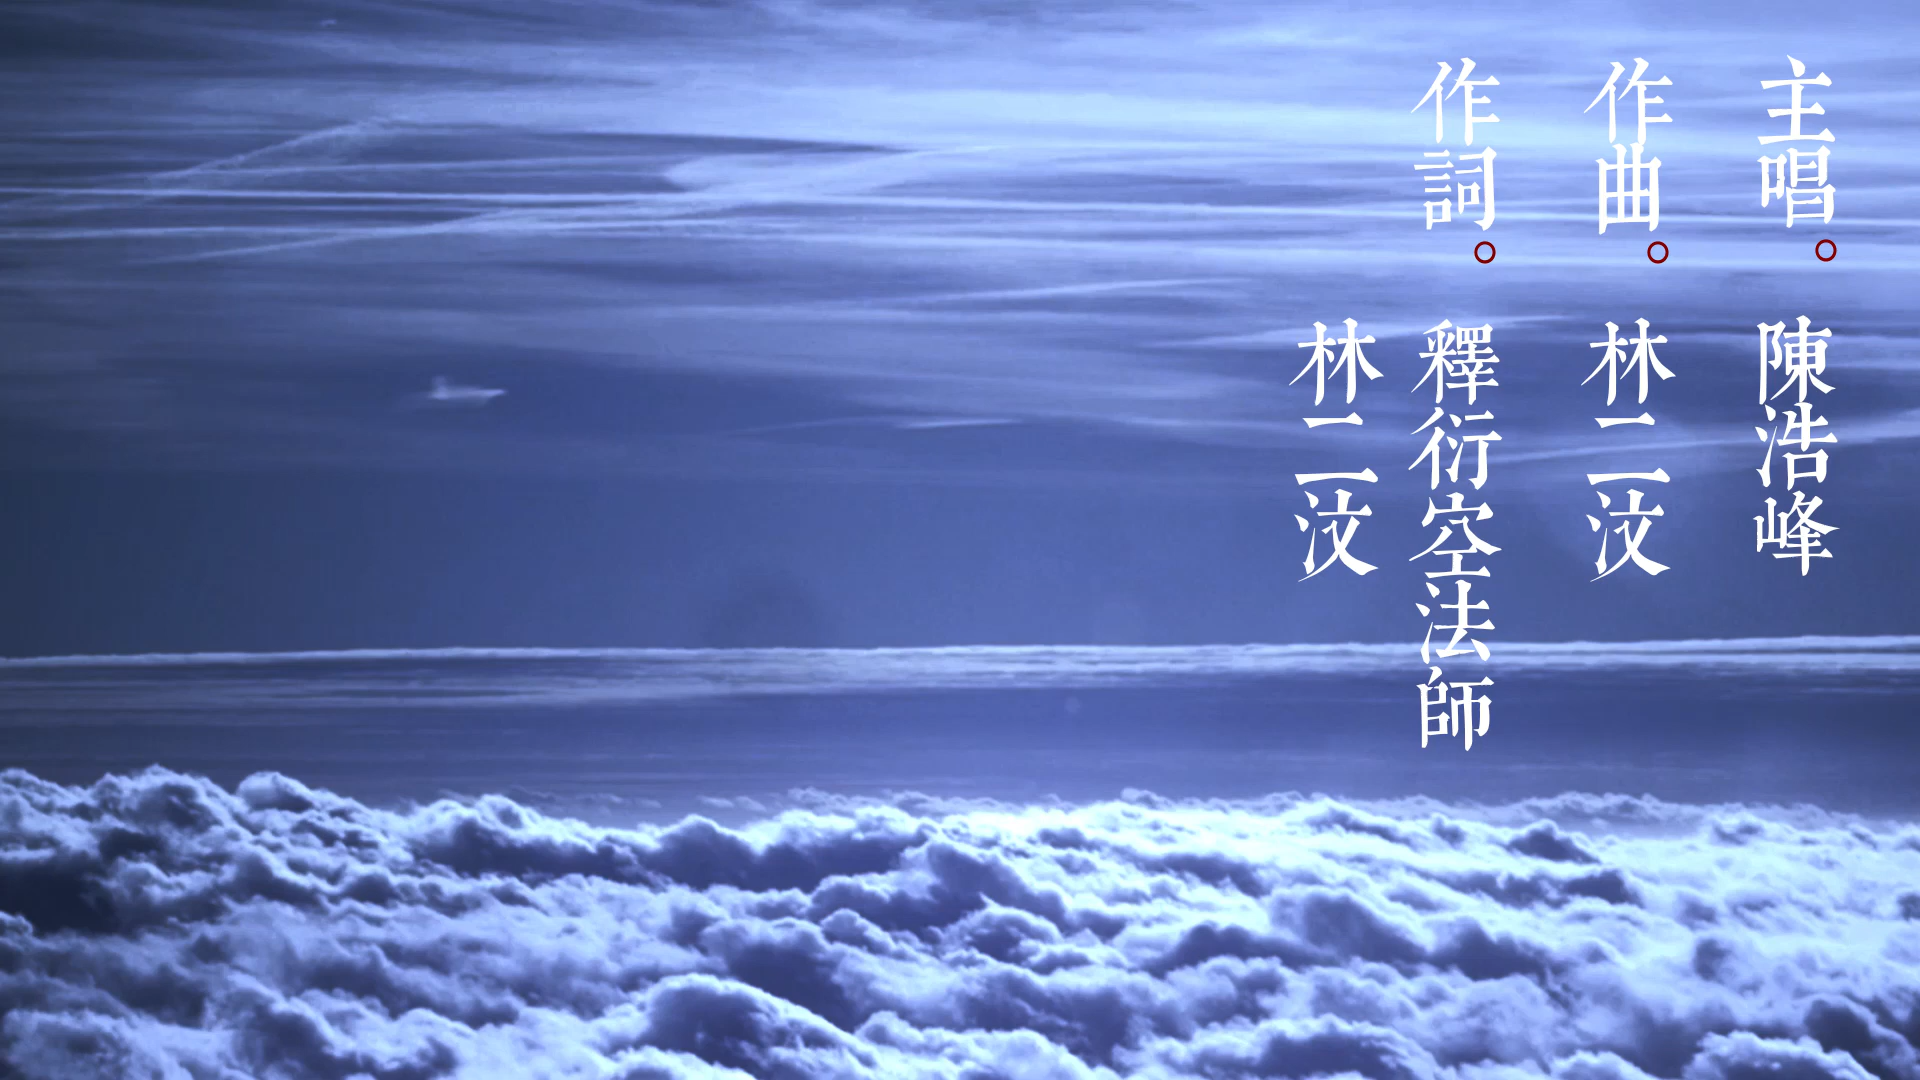 主唱。陳浩峰
作曲。林二汶
作詞。釋衍空法師
林二汶